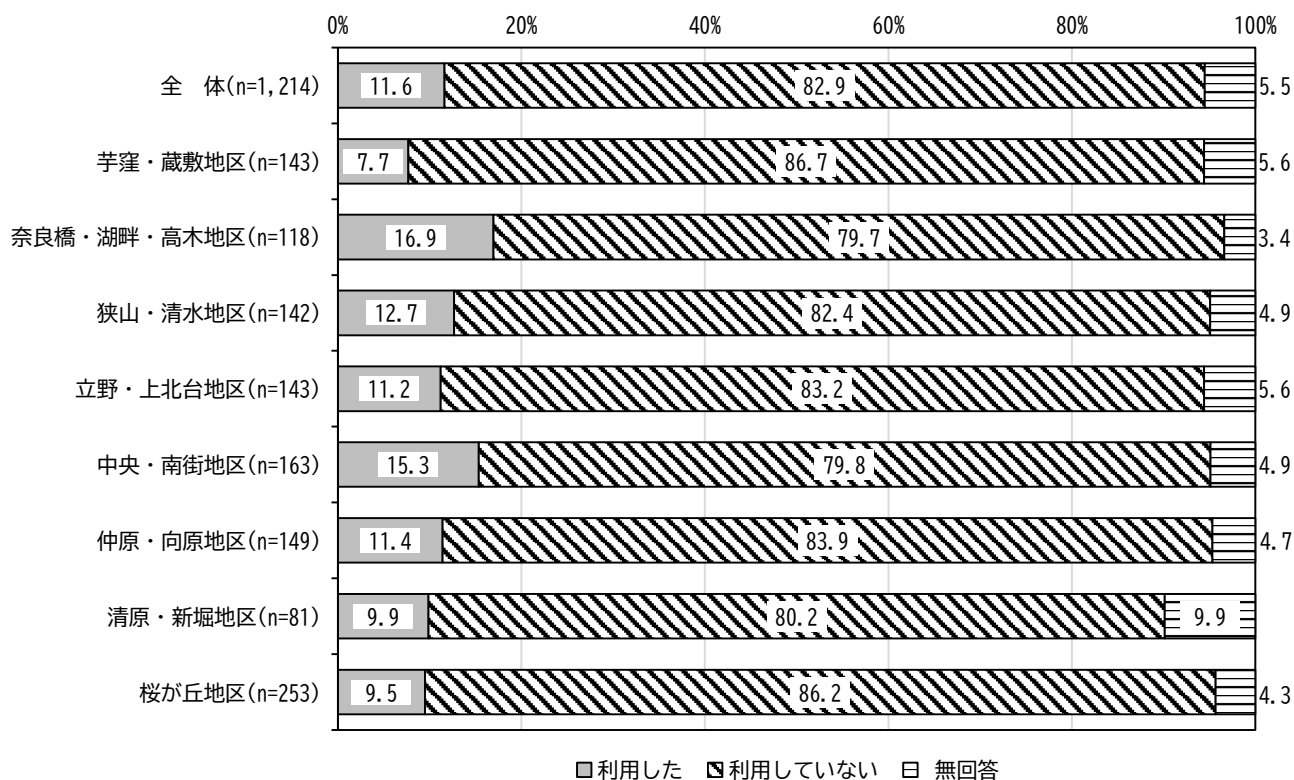 0% 20% 40% 60% 80% 100%
全　体(n=1,214) 11.6 82.9 5.5
芋窪・蔵敷地区(n=143) 7.7 86.7 5.6
奈良橋・湖畔・高木地区(n=118) 16.9 79.7 3.4
狭山・清水地区(n=142) 12.7 82.4 4.9
立野・上北台地区(n=143) 11.2 83.2 5.6
中央・南街地区(n=163) 15.3 79.8 4.9
仲原・向原地区(n=149) 11.4 83.9 4.7
清原・新堀地区(n=81) 9.9 80.2 9.9
桜が丘地区(n=253) 9.5 86.2 4.3
利用した 利用していない 無回答